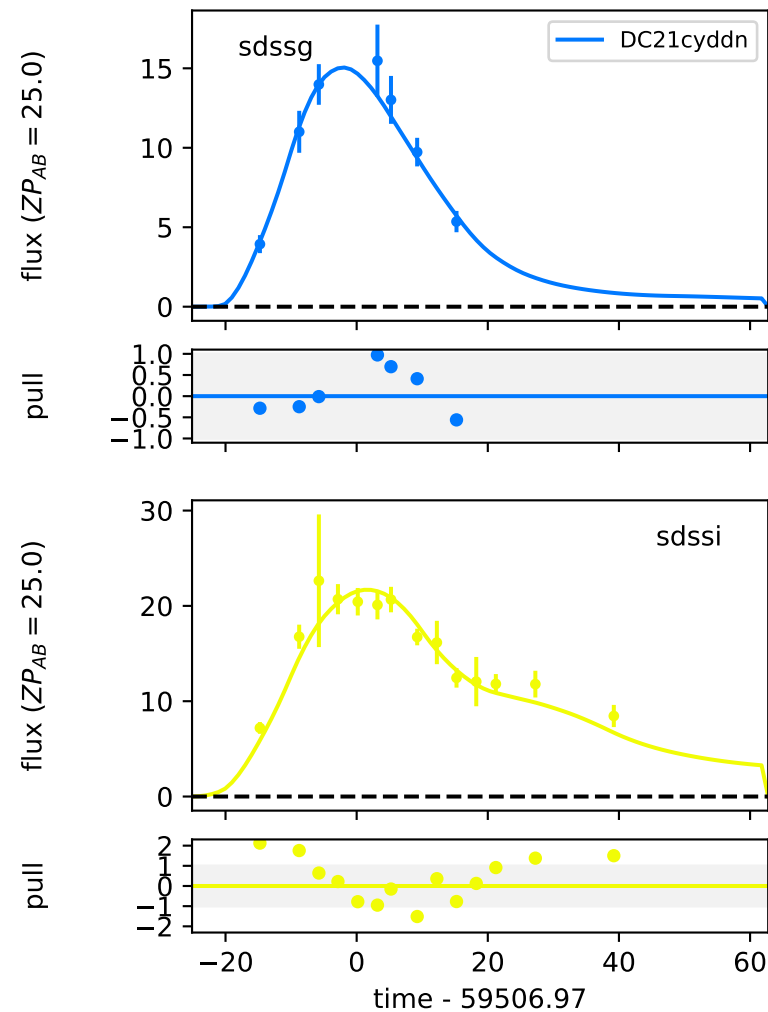 sdssg
DC21cyddn
flux (ZP_AB = 25.0)
15
10
5
0
pull
1.0
0.5
0.0
−0.5
−1.0
sdssi
flux (ZP_AB = 25.0)
30
20
10
0
pull
2
1
0
−1
−2
−20 0 20 40 60
time - 59506.97